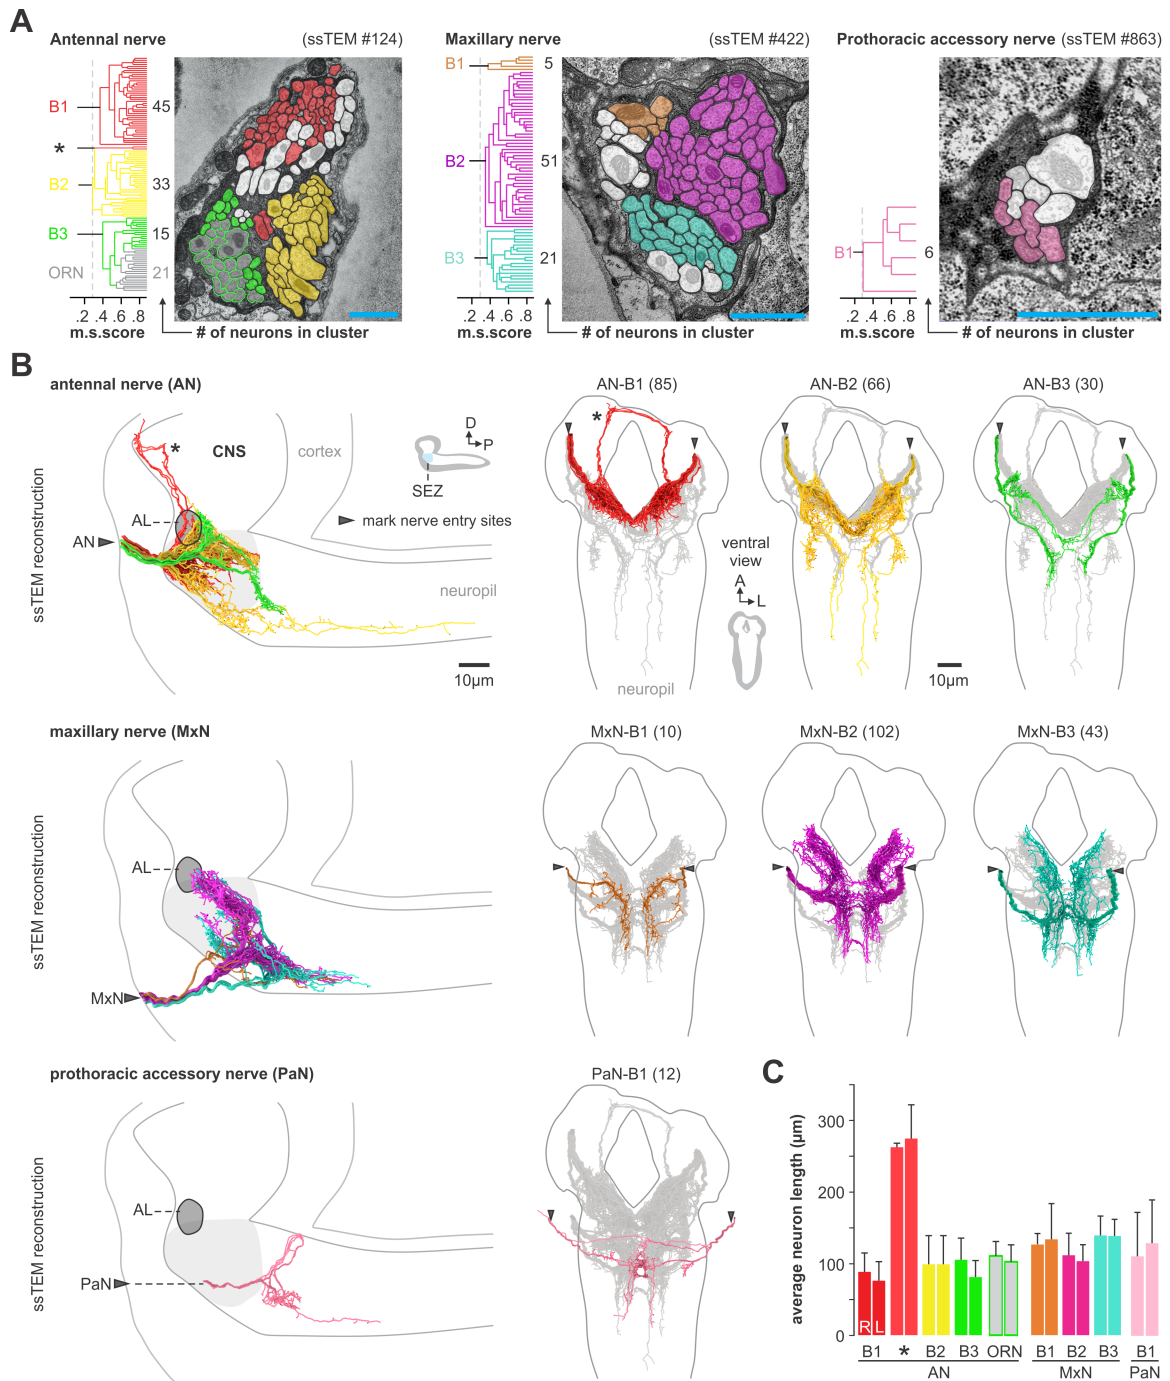 A
Antennal nerve (ssTEM #124)
B1
45
*
B2
33
B3
15
ORN
21
.2 .4 .6 .8
m.s.score
# of neurons in cluster
Maxillary nerve (ssTEM #422)
B1
5
B2
51
B3
21
.2 .4 .6 .8
m.s.score
# of neurons in cluster
Prothoracic accessory nerve (ssTEM #863)
B1
6
.2 .4 .6 .8
m.s.score
# of neurons in cluster
B
antennal nerve (AN)
ssTEM reconstruction
*
CNS
cortex
D
P
SEZ
AL
mark nerve entry sites
AN
neuropil
10µm
AN-B1 (85)
*
neuropil
ventral
view
A
L
AN-B2 (66)
10µm
AN-B3 (30)
maxillary nerve (MxN
ssTEM reconstruction
AL
MxN
MxN-B1 (10)
MxN-B2 (102)
MxN-B3 (43)
prothoracic accessory nerve (PaN)
ssTEM reconstruction
AL
PaN
PaN-B1 (12)
C
average neuron length (µm)
300
200
100
0
R L
B1 * B2 B3 ORN B1 B2 B3 B1
AN MxN PaN